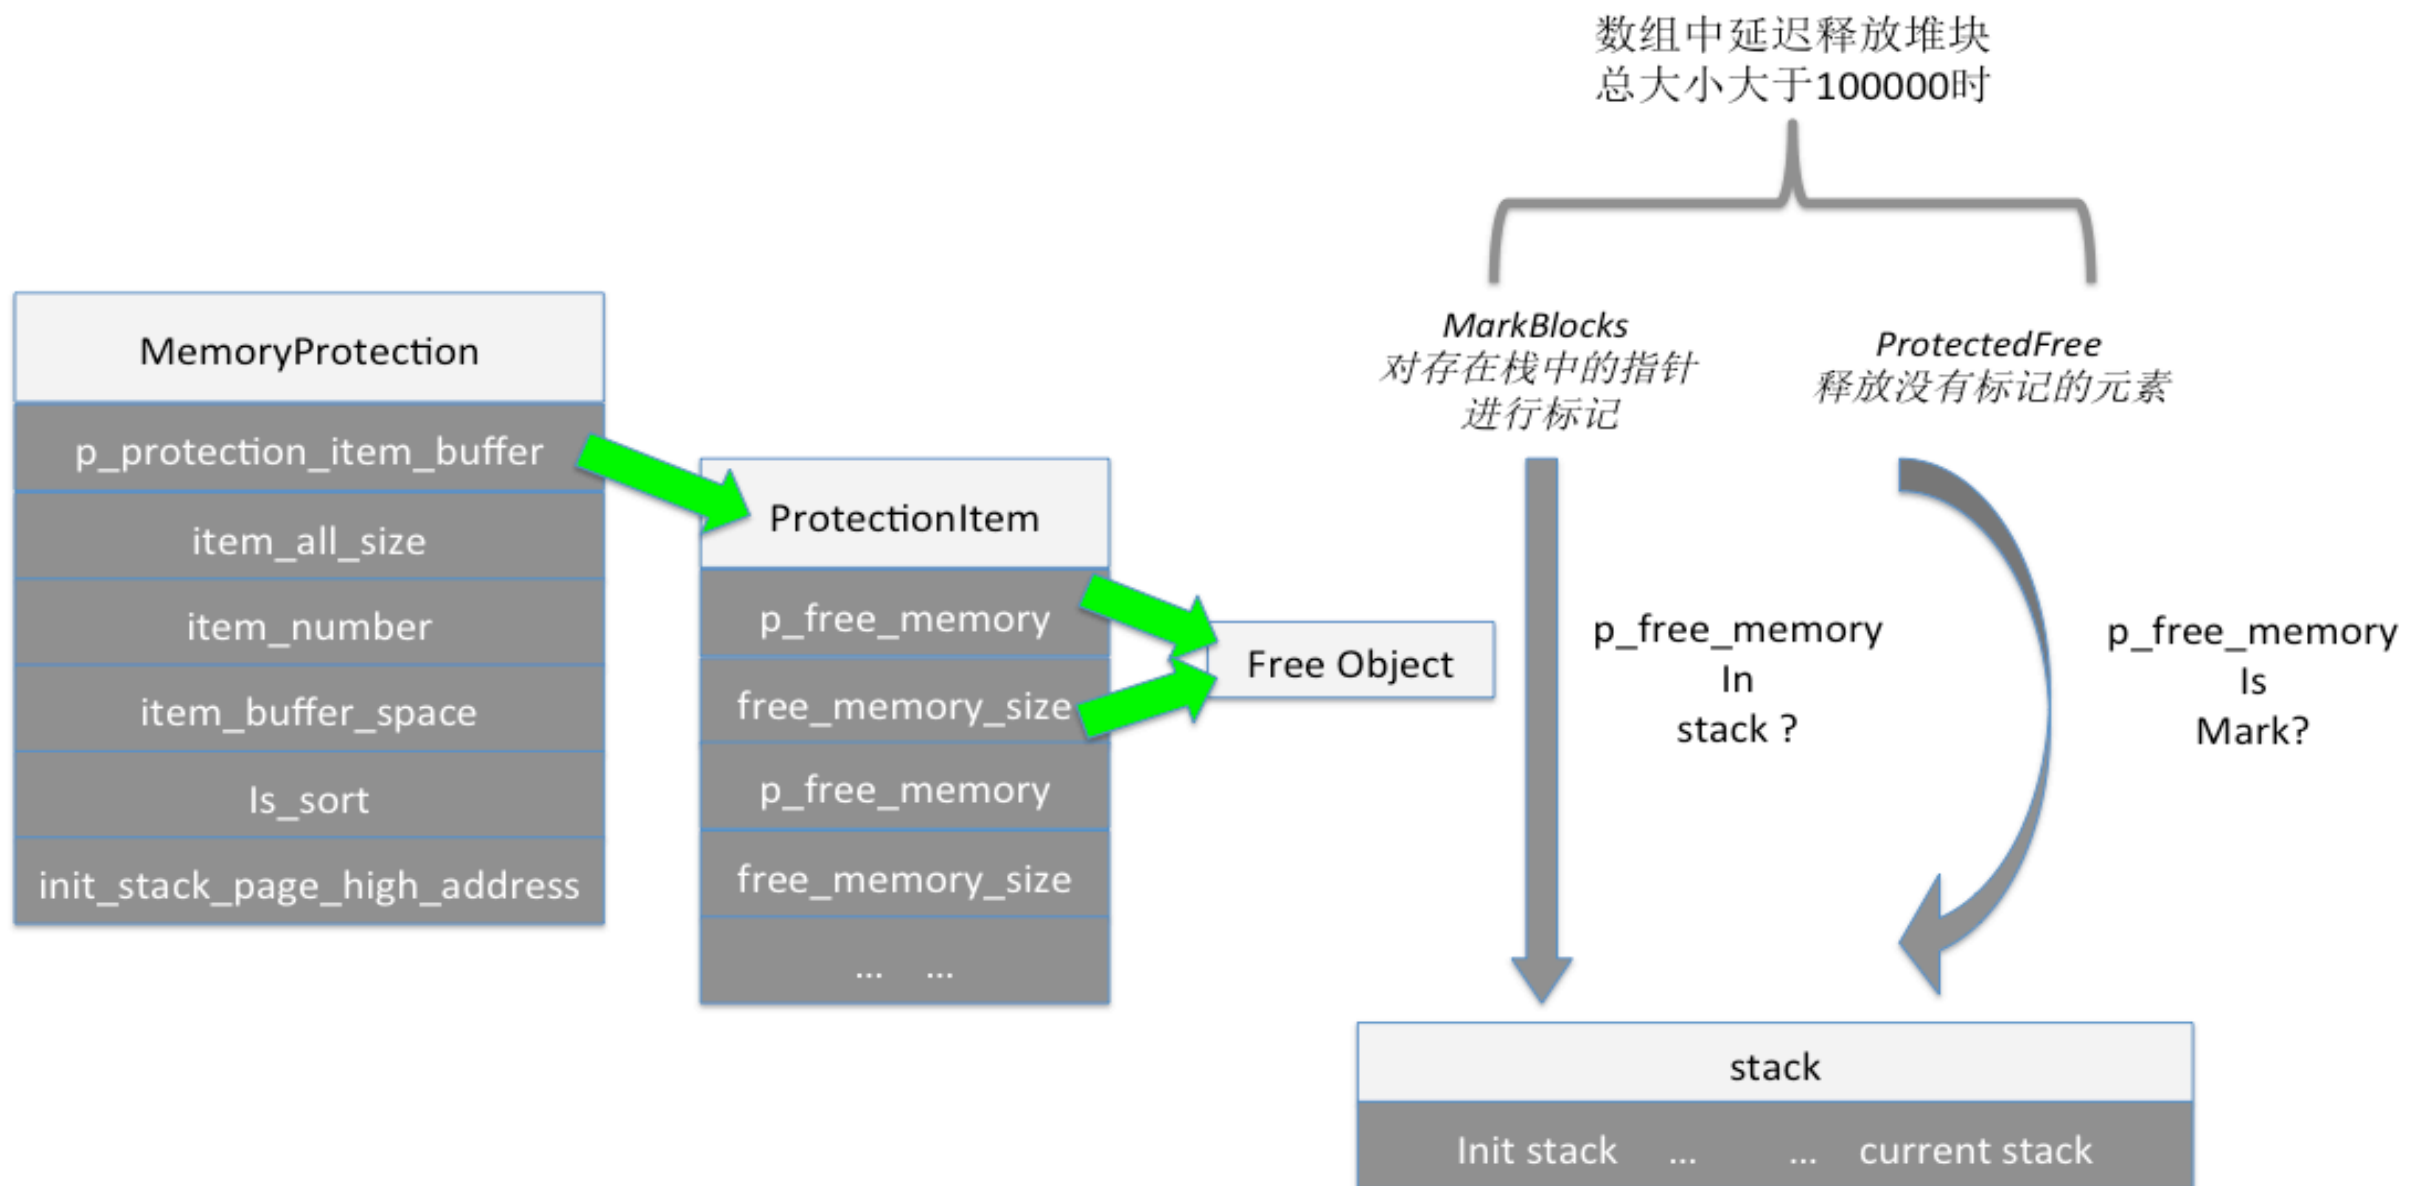 数组中延迟释放堆块
总大小大于100000时
MarkBlocks
对存在栈中的指针
进行标记
ProtectedFree
释放没有标记的元素
MemoryProtection
p_protection_item_buffer
item_all_size
item_number
item_buffer_space
Is_sort
init_stack_page_high_address
ProtectionItem
p_free_memory
free_memory_size
p_free_memory
free_memory_size
... ...
Free Object
p_free_memory
In
stack ?
p_free_memory
Is
Mark?
stack
Init stack ... ... current stack